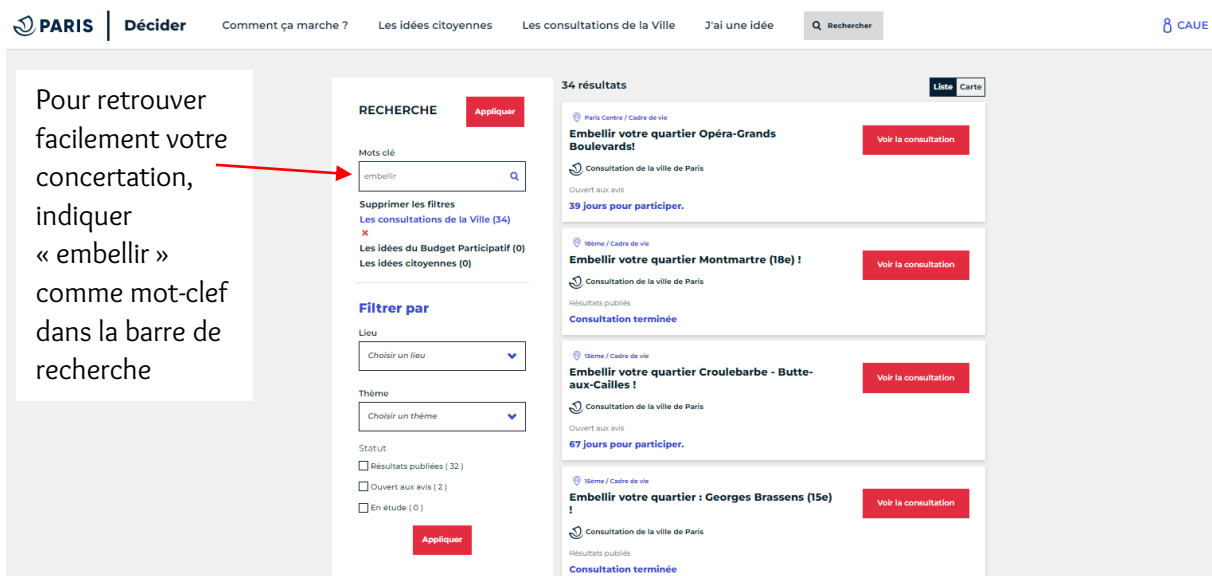 PARIS
Décider
Comment ça marche ?
Les idées citoyennes
Les consultations de la Ville
J'ai une idée
Rechercher
CAUE
Pour retrouver
facilement votre
concertation,
indiquer
« embellir »
comme mot-clef
dans la barre de
recherche
RECHERCHE
Appliquer
Mots clé
embellir
Supprimer les filtres
Les consultations de la Ville (34)
×
Les idées du Budget Participatif (0)
Les idées citoyennes (0)
Filtrer par
Lieu
Choisir un lieu
Thème
Choisir un thème
Statut
Résultats publiées ( 32 )
Ouvert aux avis ( 2 )
En étude ( 0 )
Appliquer
34 résultats
Liste
Carte
Paris Centre / Cadre de vie
Embellir votre quartier Opéra-Grands
Boulevards!
Voir la consultation
Consultation de la ville de Paris
Ouvert aux avis
39 jours pour participer.
18ème / Cadre de vie
Embellir votre quartier Montmartre (18e) !
Voir la consultation
Consultation de la ville de Paris
Résultats publiés
Consultation terminée
13ème / Cadre de vie
Embellir votre quartier Croulebarbe - Butte-
aux-Cailles !
Voir la consultation
Consultation de la ville de Paris
Ouvert aux avis
67 jours pour participer.
15ème / Cadre de vie
Embellir votre quartier : Georges Brassens (15e)
!
Voir la consultation
Consultation de la ville de Paris
Résultats publiés
Consultation terminée